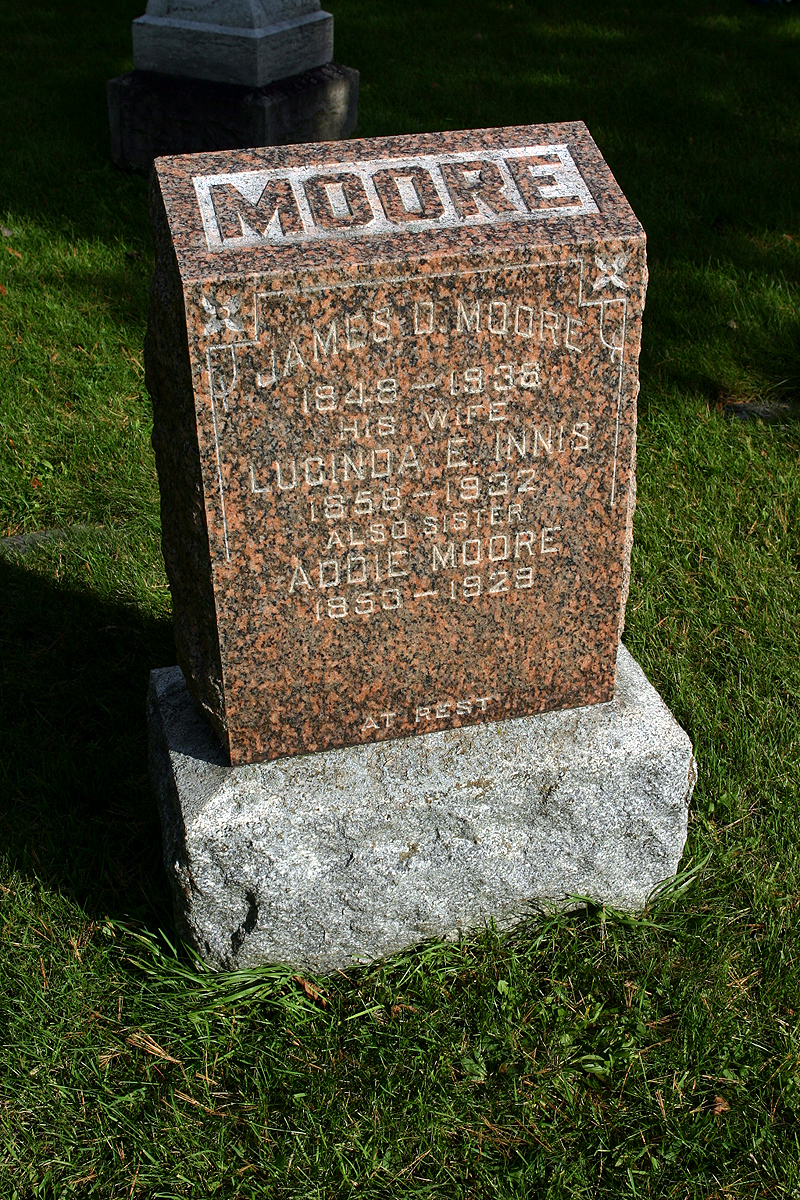 MOORE
JAMES D. MOORE
1848 – 1938
HIS WIFE
LUCINDA E. INNIS
1858 – 1932
ALSO SISTER
ADDIE MOORE
1853 – 1929
AT REST